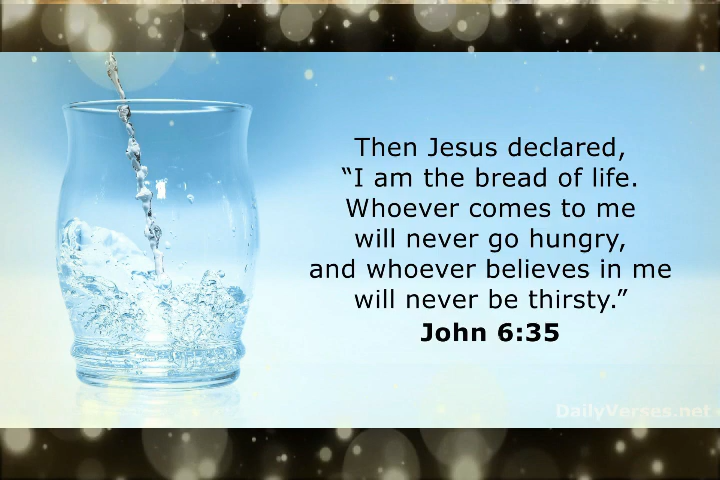 Then Jesus declared,
“I am the bread of life.
Whoever comes to me
will never go hungry,
and whoever believes in me
will never be thirsty.”
John 6:35
DailyVerses.net